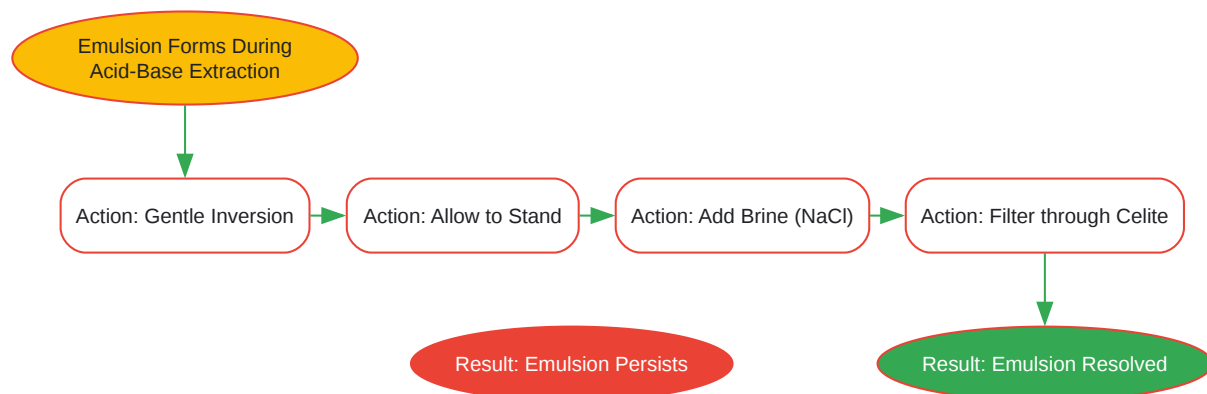 Emulsion Forms During
Acid-Base Extraction
Action: Gentle Inversion
Action: Allow to Stand
Action: Add Brine (NaCl)
Action: Filter through Celite
Result: Emulsion Persists
Result: Emulsion Resolved